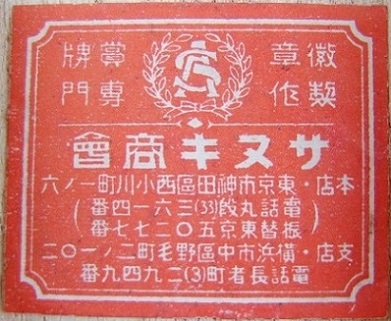 徽章 賞牌
製作 專門
サヌキ商會
本店・東京市神田區西小川町一ノ六
(電話九段(33)三六一四番
振替東京五〇二七七番)
支店・横浜市中區野毛町二ノ一〇二
電話長者町(3)二九四九番